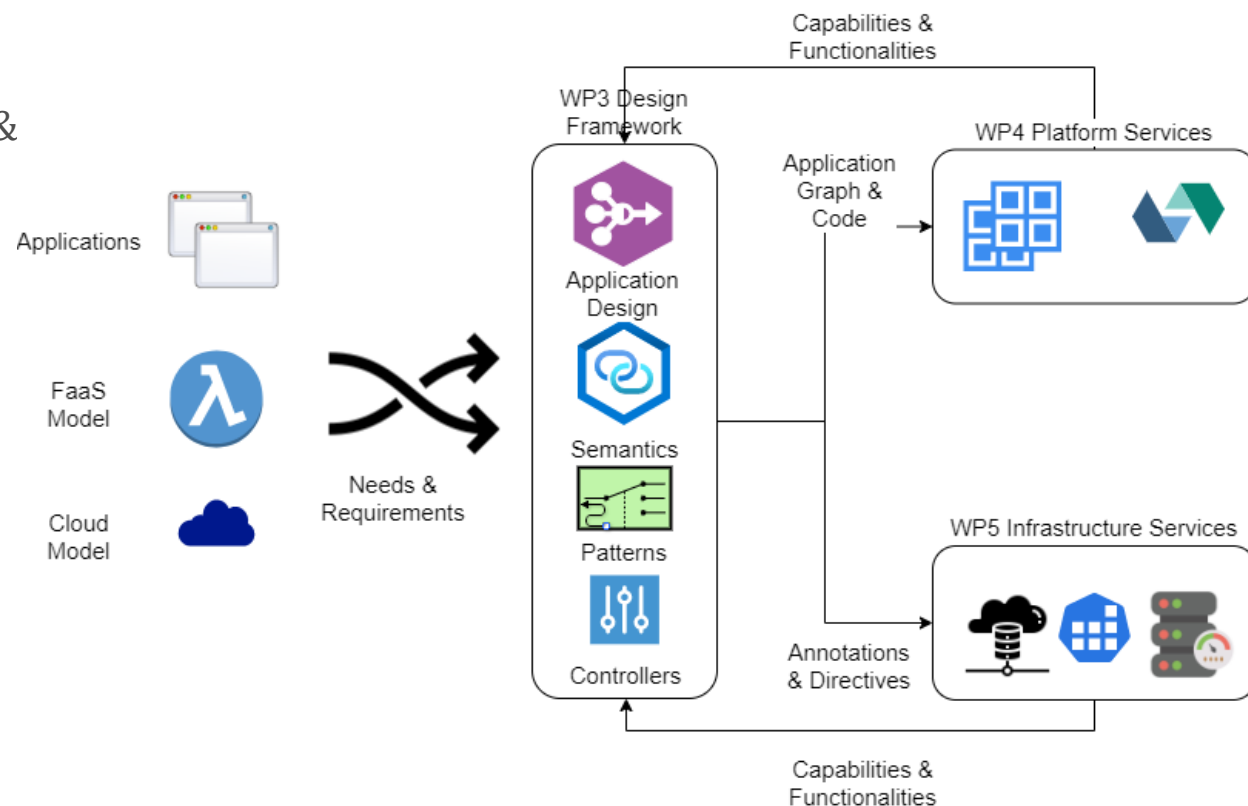 &
Capabilities &
Functionalities
WP3 Design
Framework
WP4 Platform Services
Application
Graph &
Code
Applications
Application
Design
FaaS
Model
Semantics
Needs &
Requirements
Cloud
Model
Patterns
WP5 Infrastructure Services
Annotations
& Directives
Controllers
Capabilities &
Functionalities